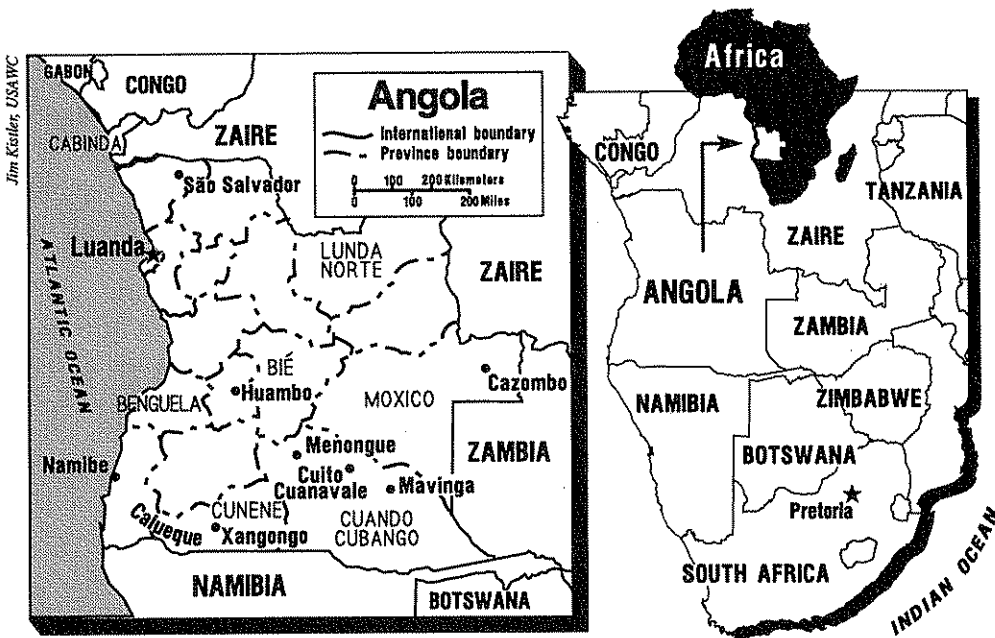 Jim Kistler, USAWC
GABON
CONGO
CABINDA
ZAIRE
Angola
International boundary
Province boundary
0 100 200 Kilometers
0 100 200 Miles
São Salvador
Luanda
LUNDA
NORTE
ZAIRE
ATLANTIC OCEAN
BIÉ
Huambo
BENGUELA
MOXICO
Cazombo
ZAMBIA
Menongue
Cuito
Cuanavale
Mavinga
Namibe
CUNENE
Calueque
Xangongo
CUANDO
CUBANGO
NAMIBIA
BOTSWANA
Africa
CONGO
TANZANIA
ZAIRE
ANGOLA
ZAMBIA
NAMIBIA
ZIMBABWE
BOTSWANA
Pretoria
SOUTH AFRICA
INDIAN OCEAN